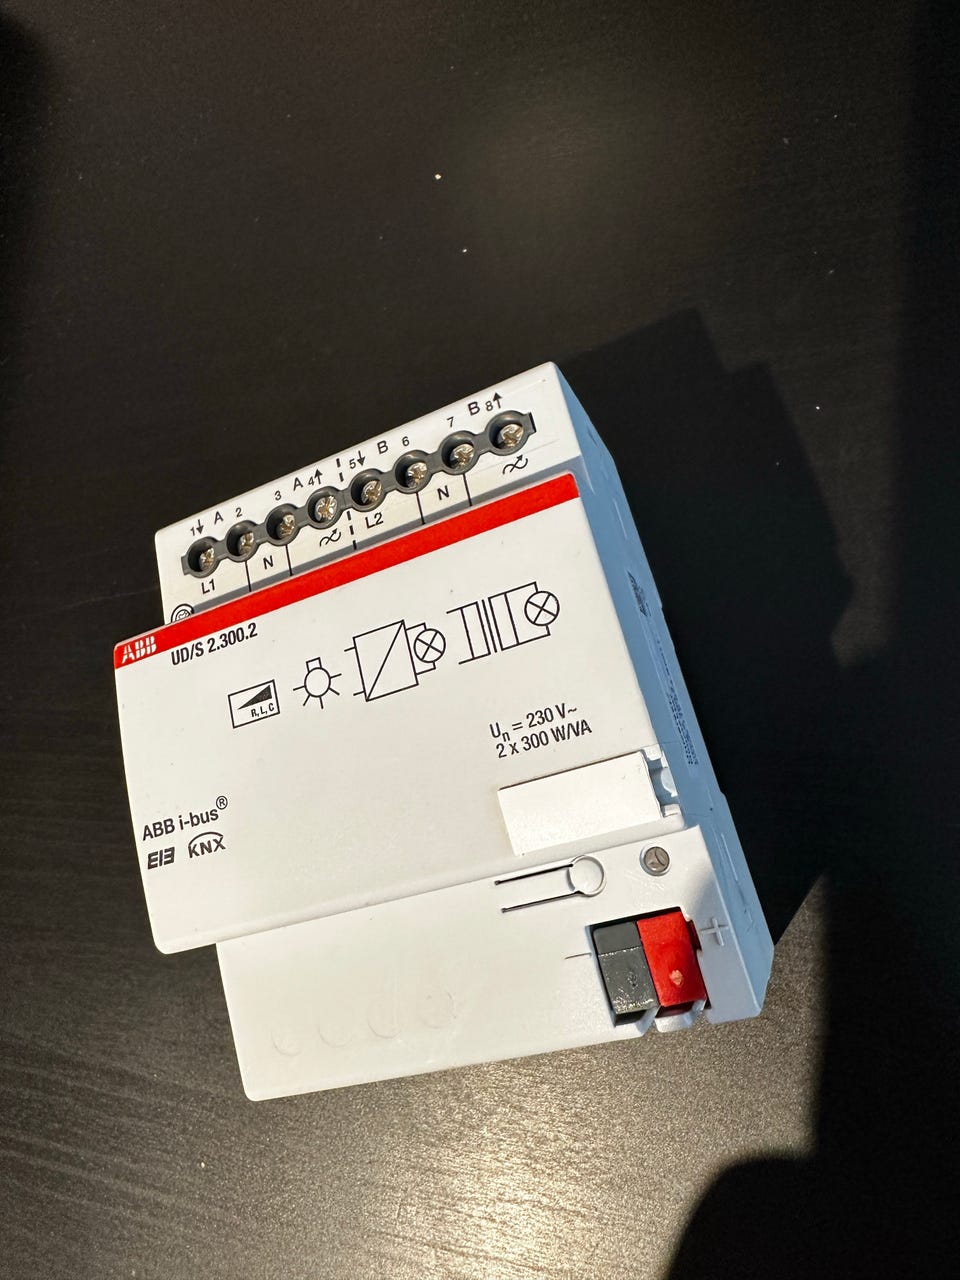 1 A 2 3 A 4 5 B 6 7 B 8
L1 N L2 N
ABB UD/S 2.300.2
R, L, C
Un = 230 V~
2 x 300 W/VA
ABB i-bus®
EIB KNX
− +